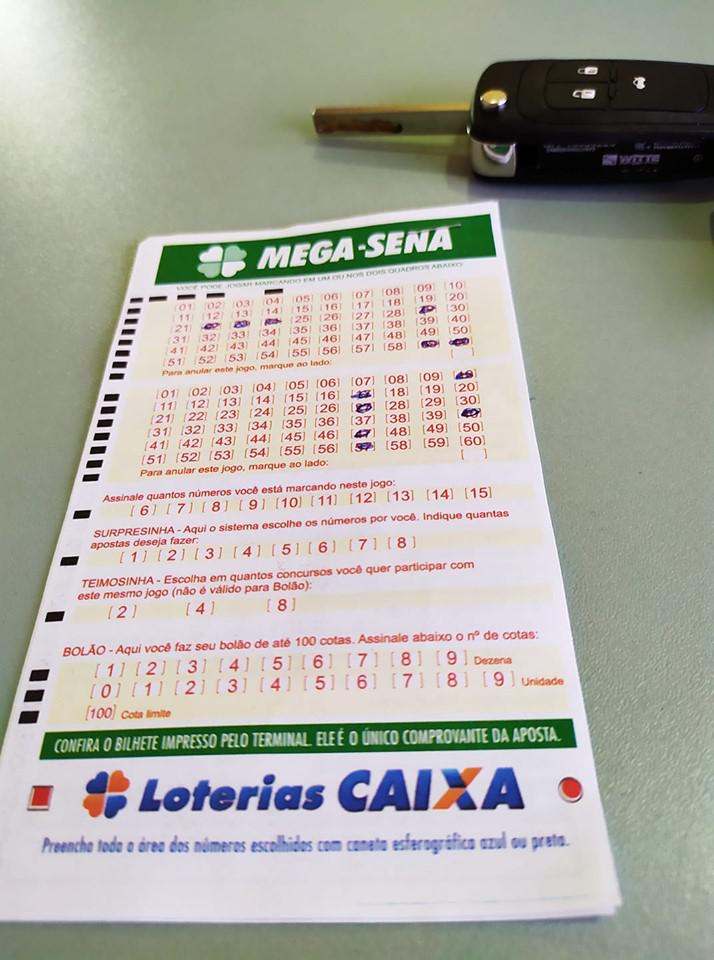 WITTE
MEGA-SENA
VOCÊ PODE JOGAR MARCANDO EM UM OU NOS DOIS QUADROS ABAIXO
[01] [02] [03] [04] [05] [06] [07] [08] [09] [10]
[11] [12] [13] [14] [15] [16] [17] [18] [19] [20]
[21] [25] [26] [27] [28] [30]
[31] [32] [33] [34] [35] [36] [37] [38] [39] [40]
[41] [42] [43] [44] [45] [46] [47] [48] [49] [50]
[51] [52] [53] [54] [55] [56] [57] [58]
Para anular este jogo, marque ao lado: [ ]
[01] [02] [03] [04] [05] [06] [07] [08] [09]
[11] [12] [13] [14] [15] [16] [18] [19] [20]
[21] [22] [23] [24] [25] [26] [28] [29] [30]
[31] [32] [33] [34] [35] [36] [37] [38] [39]
[41] [42] [43] [44] [45] [46] [48] [49] [50]
[51] [52] [53] [54] [55] [56] [58] [59] [60]
Para anular este jogo, marque ao lado: [ ]
Assinale quantos números você está marcando neste jogo:
[6] [7] [8] [9] [10] [11] [12] [13] [14] [15]
SURPRESINHA - Aqui o sistema escolhe os números por você. Indique quantas
apostas deseja fazer:
[1] [2] [3] [4] [5] [6] [7] [8]
TEIMOSINHA - Escolha em quantos concursos você quer participar com
este mesmo jogo (não é válido para Bolão):
[2] [4] [8]
BOLÃO - Aqui você faz seu bolão de até 100 cotas. Assinale abaixo o nº de cotas:
[1] [2] [3] [4] [5] [6] [7] [8] [9] Dezena
[0] [1] [2] [3] [4] [5] [6] [7] [8] [9] Unidade
[100] Cota limite
CONFIRA O BILHETE IMPRESSO PELO TERMINAL. ELE É O ÚNICO COMPROVANTE DA APOSTA.
Loterias CAIXA
Preencha toda a área dos números escolhidos com caneta esferográfica azul ou preta.